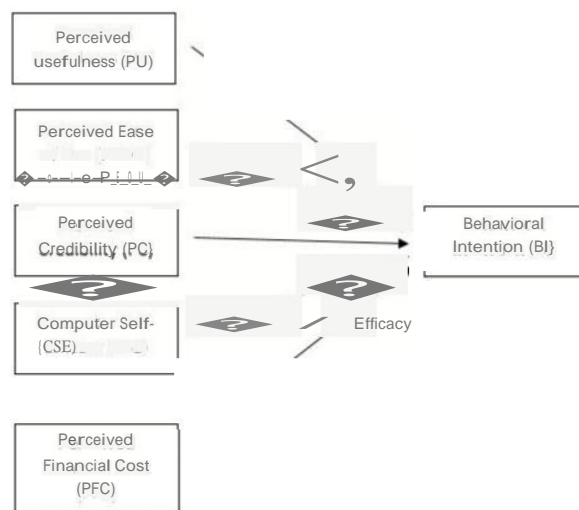 Perceived
usefulness (PU)
Perceived Ease
Perceived
Credibility (PC)
Behavioral
Intention (BI}
Computer Self-
Efficacy
{CSE)
Perceived
Financial Cost
(PFC)